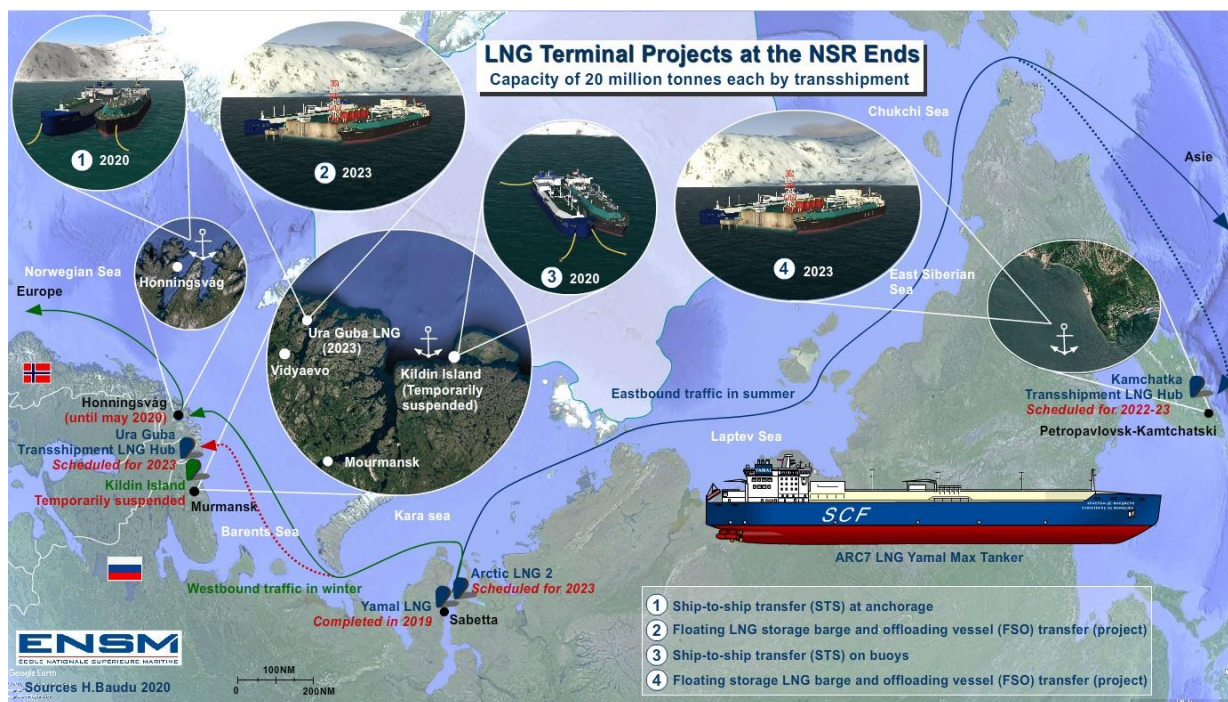 LNG Terminal Projects at the NSR Ends
Capacity of 20 million tonnes each by transshipment
1 2020
2 2023
3 2020
4 2023
Chukchi Sea
Asie
Norwegian Sea
Europe
Honningsvåg
East Siberian
Sea
Ura Guba LNG
(2023)
Vidyaevo
Kildin Island
(Temporarily
suspended)
Mourmansk
Honningsvåg
(until may 2020)
Ura Guba
Transshipment LNG Hub
Scheduled for 2023
Kildin Island
Temporarily suspended
Murmansk
Barents Sea
Kara sea
Laptev Sea
Eastbound traffic in summer
Westbound traffic in winter
Kamchatka
Transshipment LNG Hub
Scheduled for 2022-23
Petropavlovsk-Kamtchatski
YAMAL
SCF
ARC7 LNG Yamal Max Tanker
Arctic LNG 2
Scheduled for 2023
Yamal LNG
Completed in 2019
Sabetta
1 Ship-to-ship transfer (STS) at anchorage
2 Floating LNG storage barge and offloading vessel (FSO) transfer (project)
3 Ship-to-ship transfer (STS) on buoys
4 Floating storage LNG barge and offloading vessel (FSO) transfer (project)
ENSM
ECOLE NATIONALE SUPÉRIEURE MARITIME
Google Earth
Sources H.Baudu 2020
100NM
0
200NM